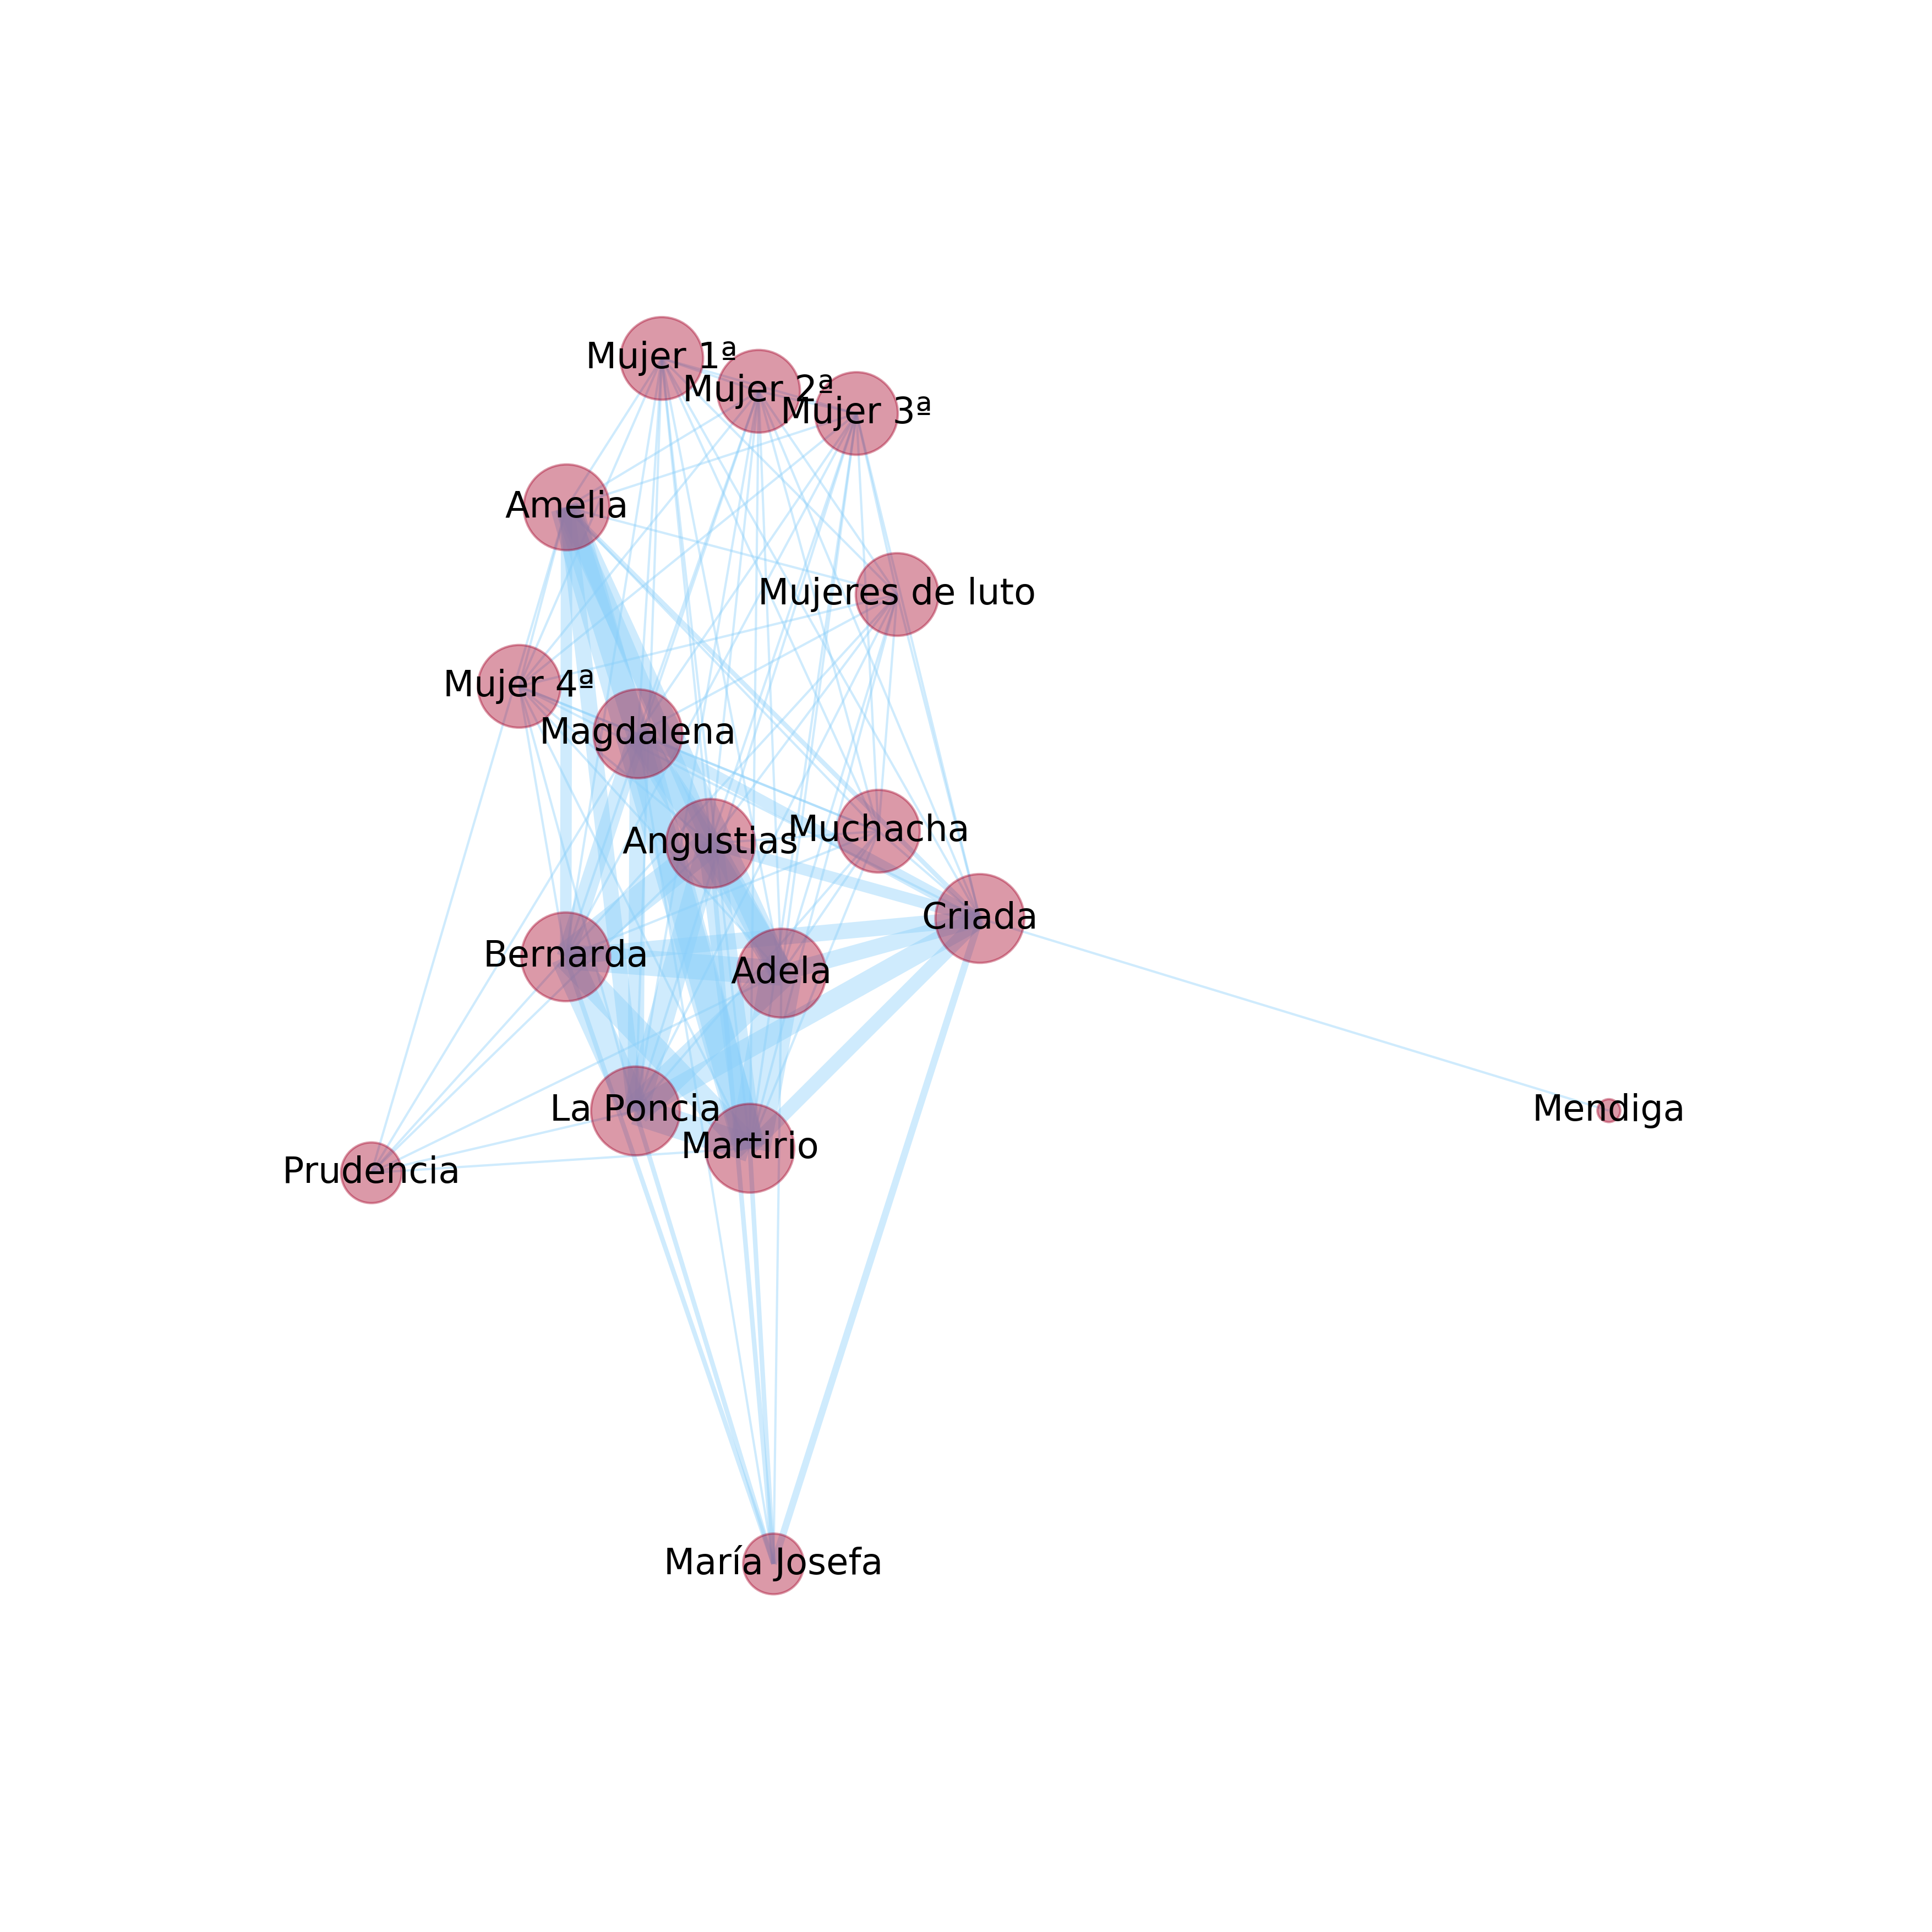 Mujer 1ª
Mujer 2ª
Mujer 3ª
Amelia
Mujeres de luto
Mujer 4ª
Magdalena
Muchacha
Angustias
Criada
Bernarda
Adela
La Poncia
Mendiga
Martirio
Prudencia
María Josefa